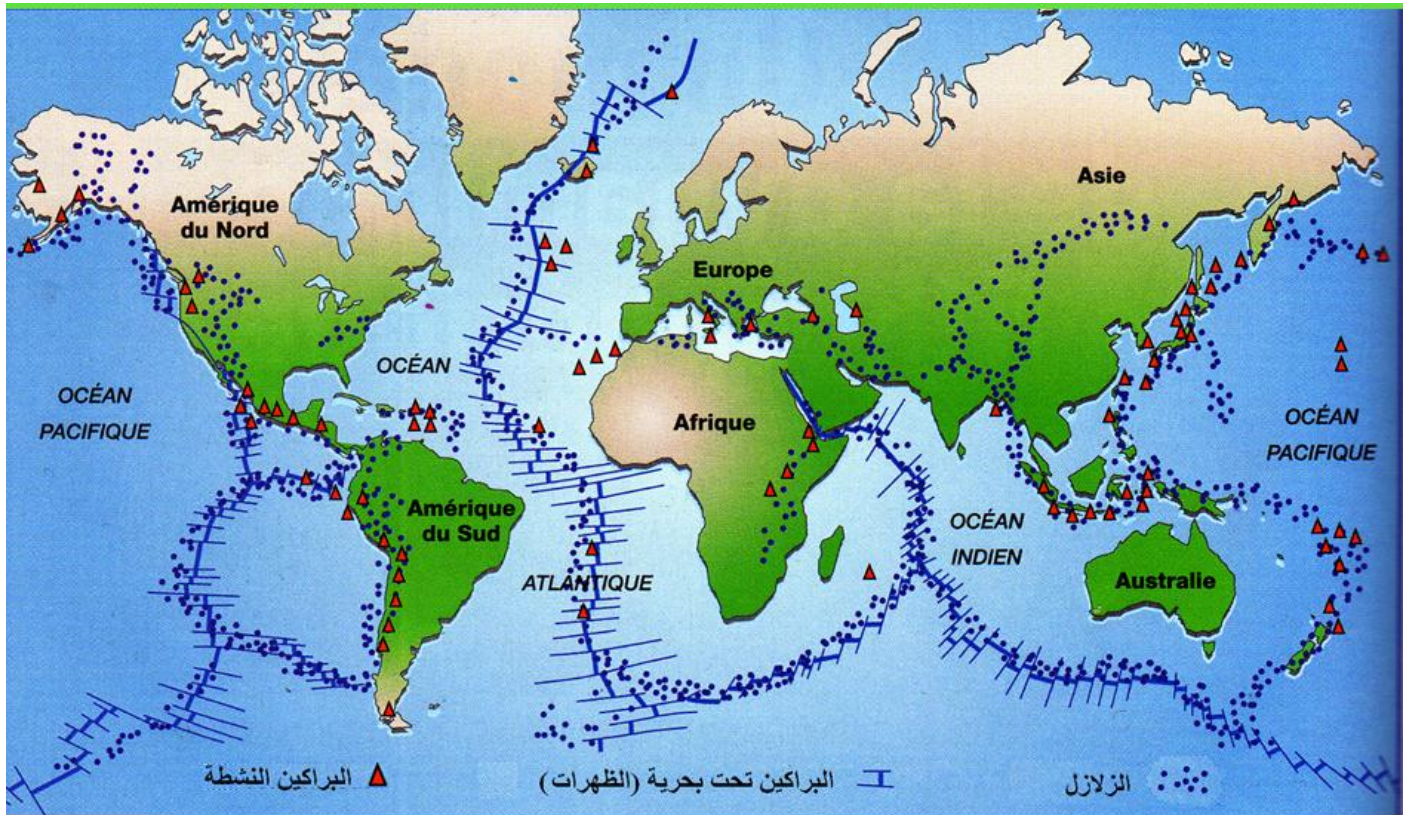 Amérique
du Nord
Asie
Europe
OCÉAN
OCÉAN
PACIFIQUE
Afrique
OCÉAN
PACIFIQUE
Amérique
du Sud
OCÉAN
INDIEN
ATLANTIQUE
Australie
البراكين النشطة
البراكين تحت بحرية (الظهرات)
الزلازل